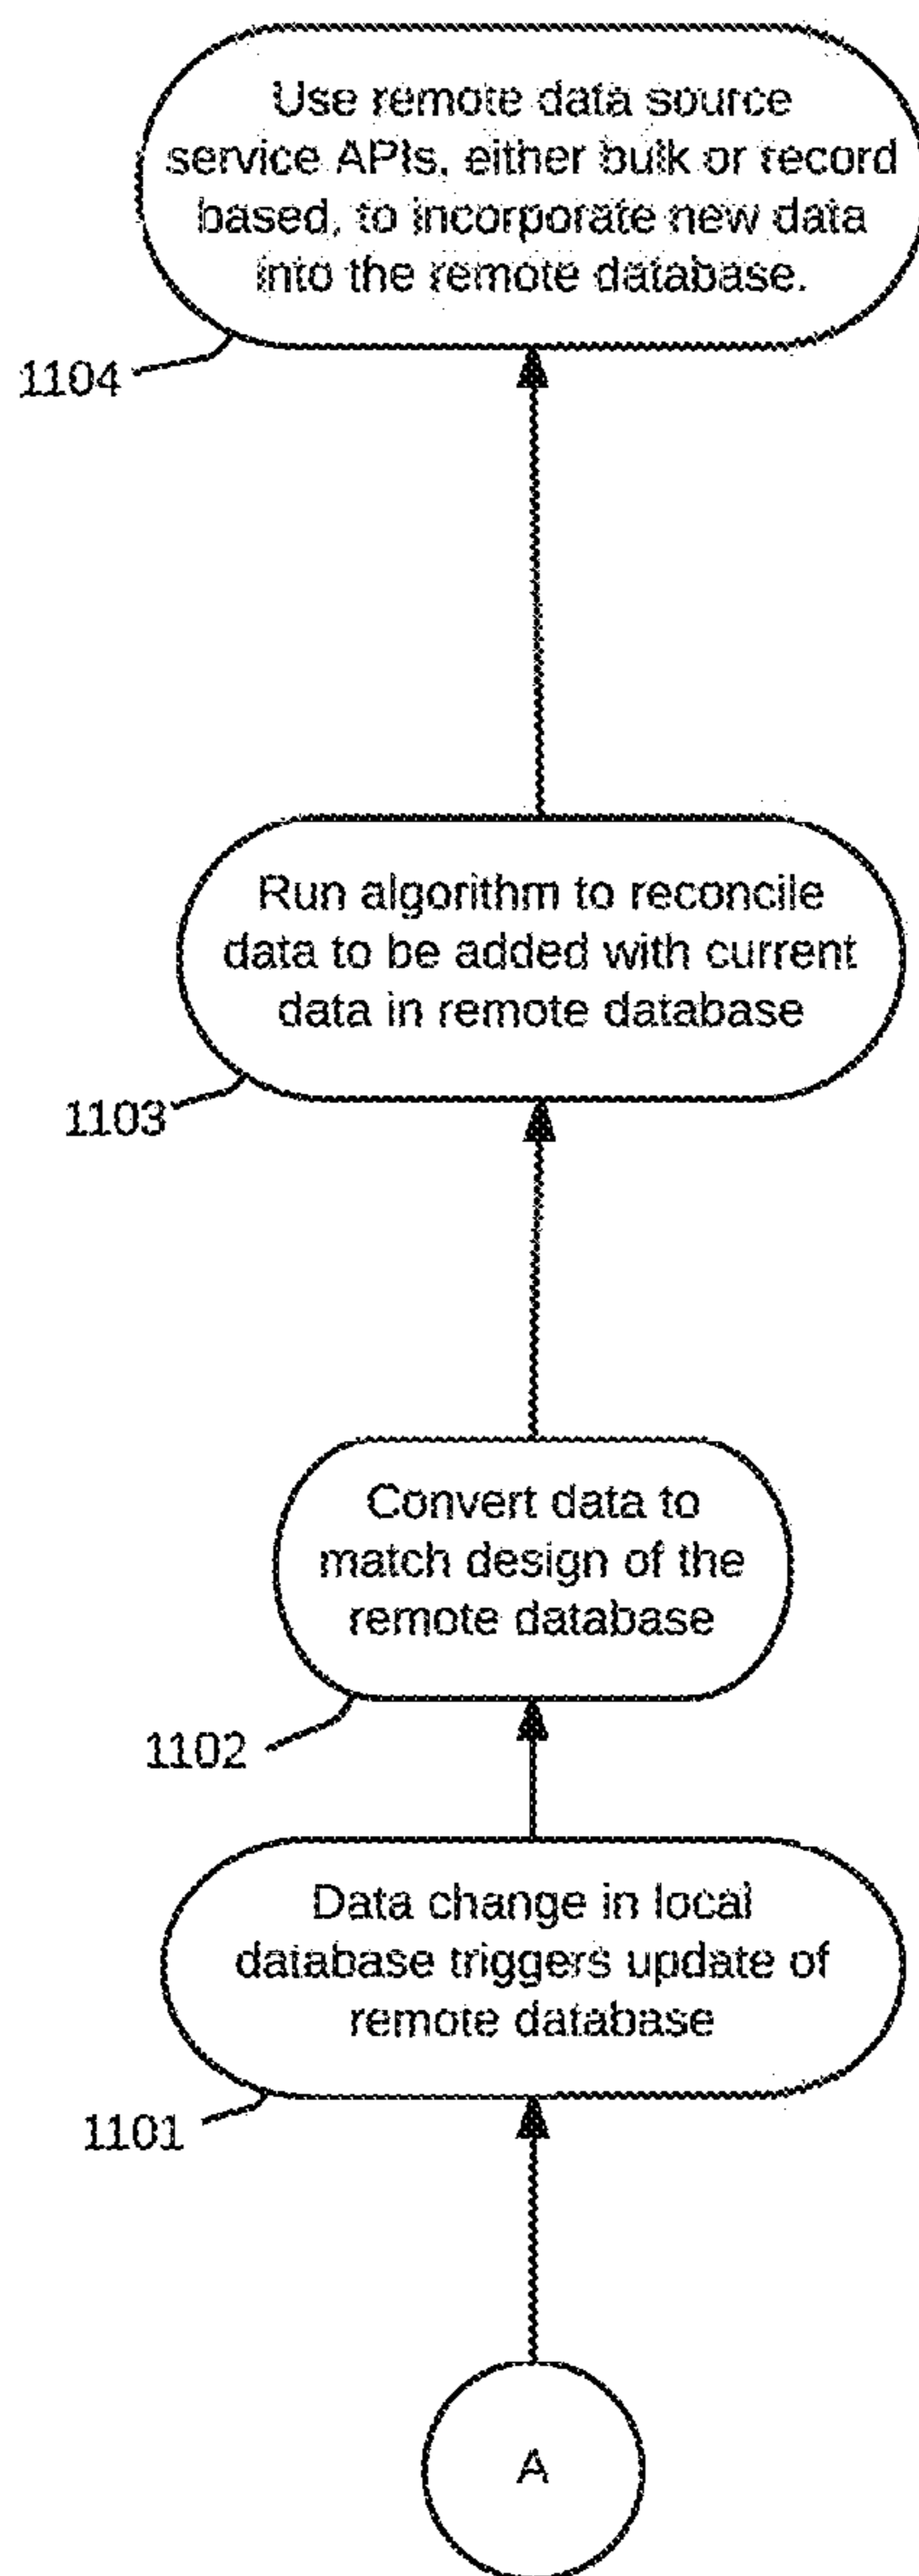 Use remote data source
service APIs, either bulk or record
based, to incorporate new data
into the remote database.
1104
Run algorithm to reconcile
data to be added with current
data in remote database
1103
Convert data to
match design of the
remote database
1102
Data change in local
database triggers update of
remote database
1101
A